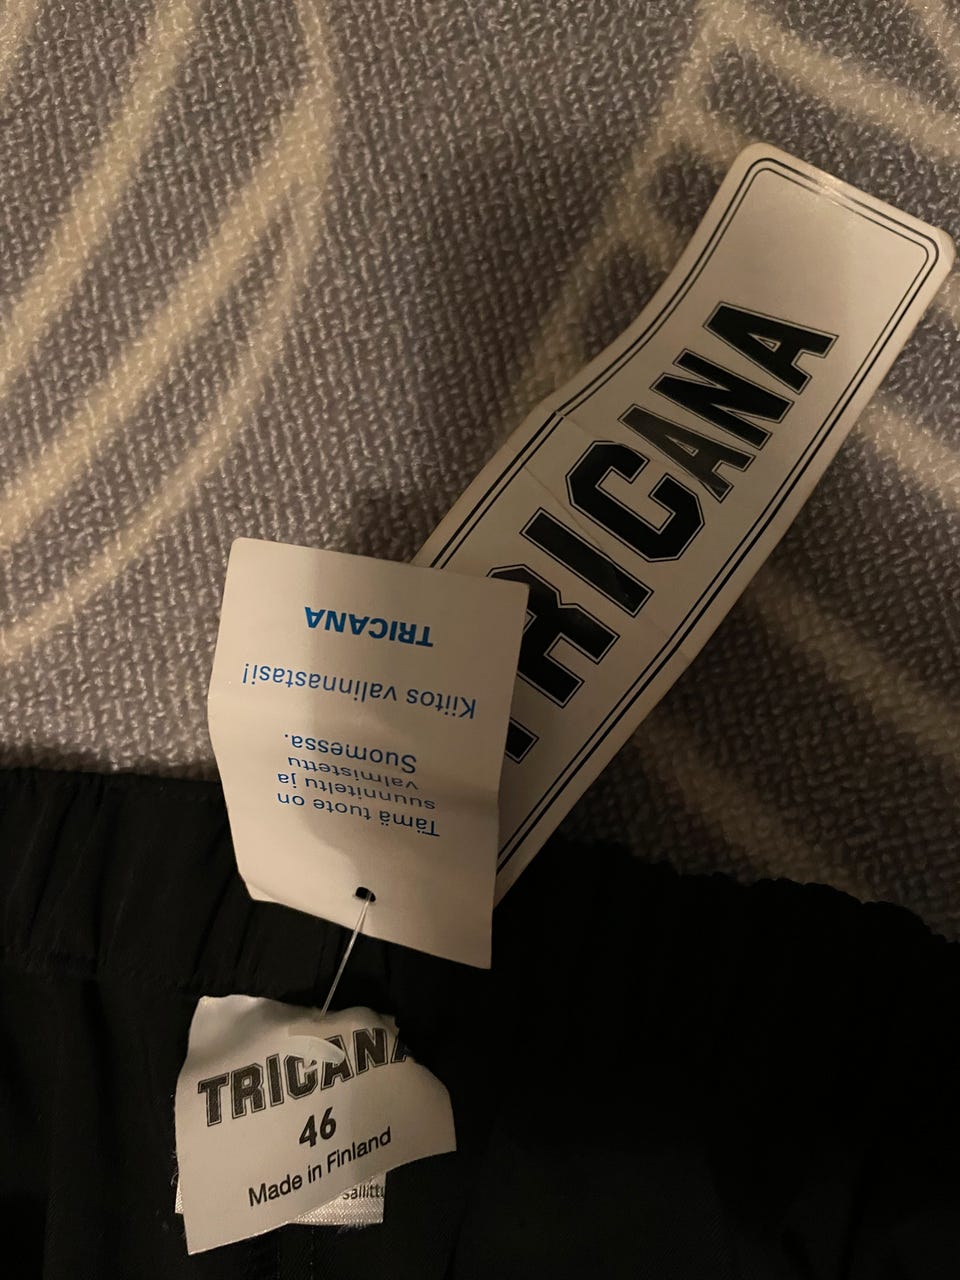 TRICANA
Tämä tuote on
suunniteltu ja
valmistettu
Suomessa.
Kiitos valinnastasi!
TRICANA
TRICANA
46
Made in Finland